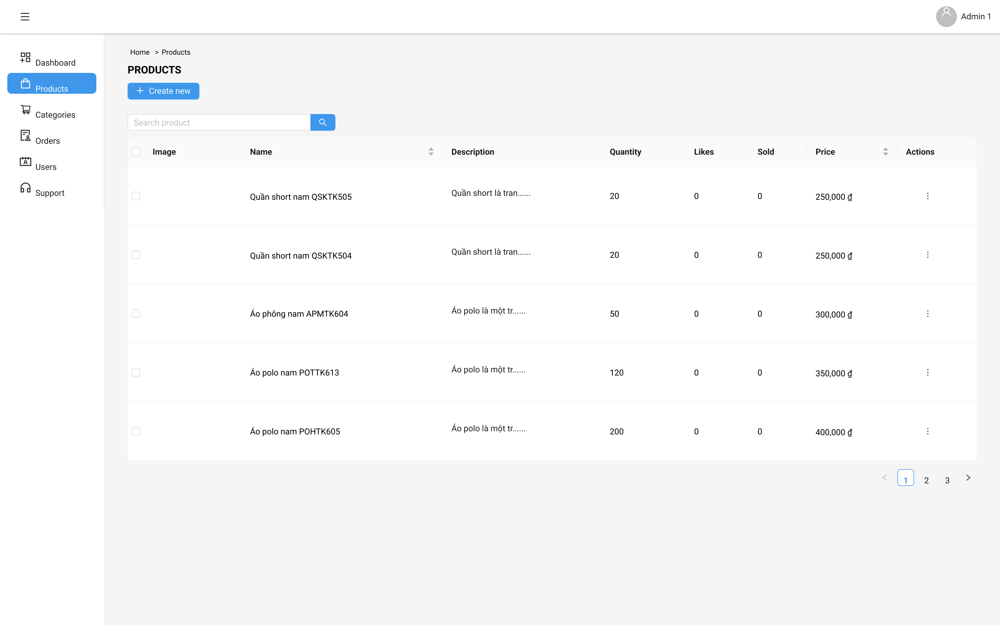 Admin 1
Dashboard
Products
Categories
Orders
Users
Support
Home > Products
PRODUCTS
Create new
Search product
Image Name Description Quantity Likes Sold Price Actions
Quần short nam QSKTK505 Quần short là tran...... 20 0 0 250,000 ₫
Quần short nam QSKTK504 Quần short là tran...... 20 0 0 250,000 ₫
Áo phông nam APMTK604 Áo polo là một tr...... 50 0 0 300,000 ₫
Áo polo nam POTTK613 Áo polo là một tr...... 120 0 0 350,000 ₫
Áo polo nam POHTK605 Áo polo là một tr...... 200 0 0 400,000 ₫
1 2 3